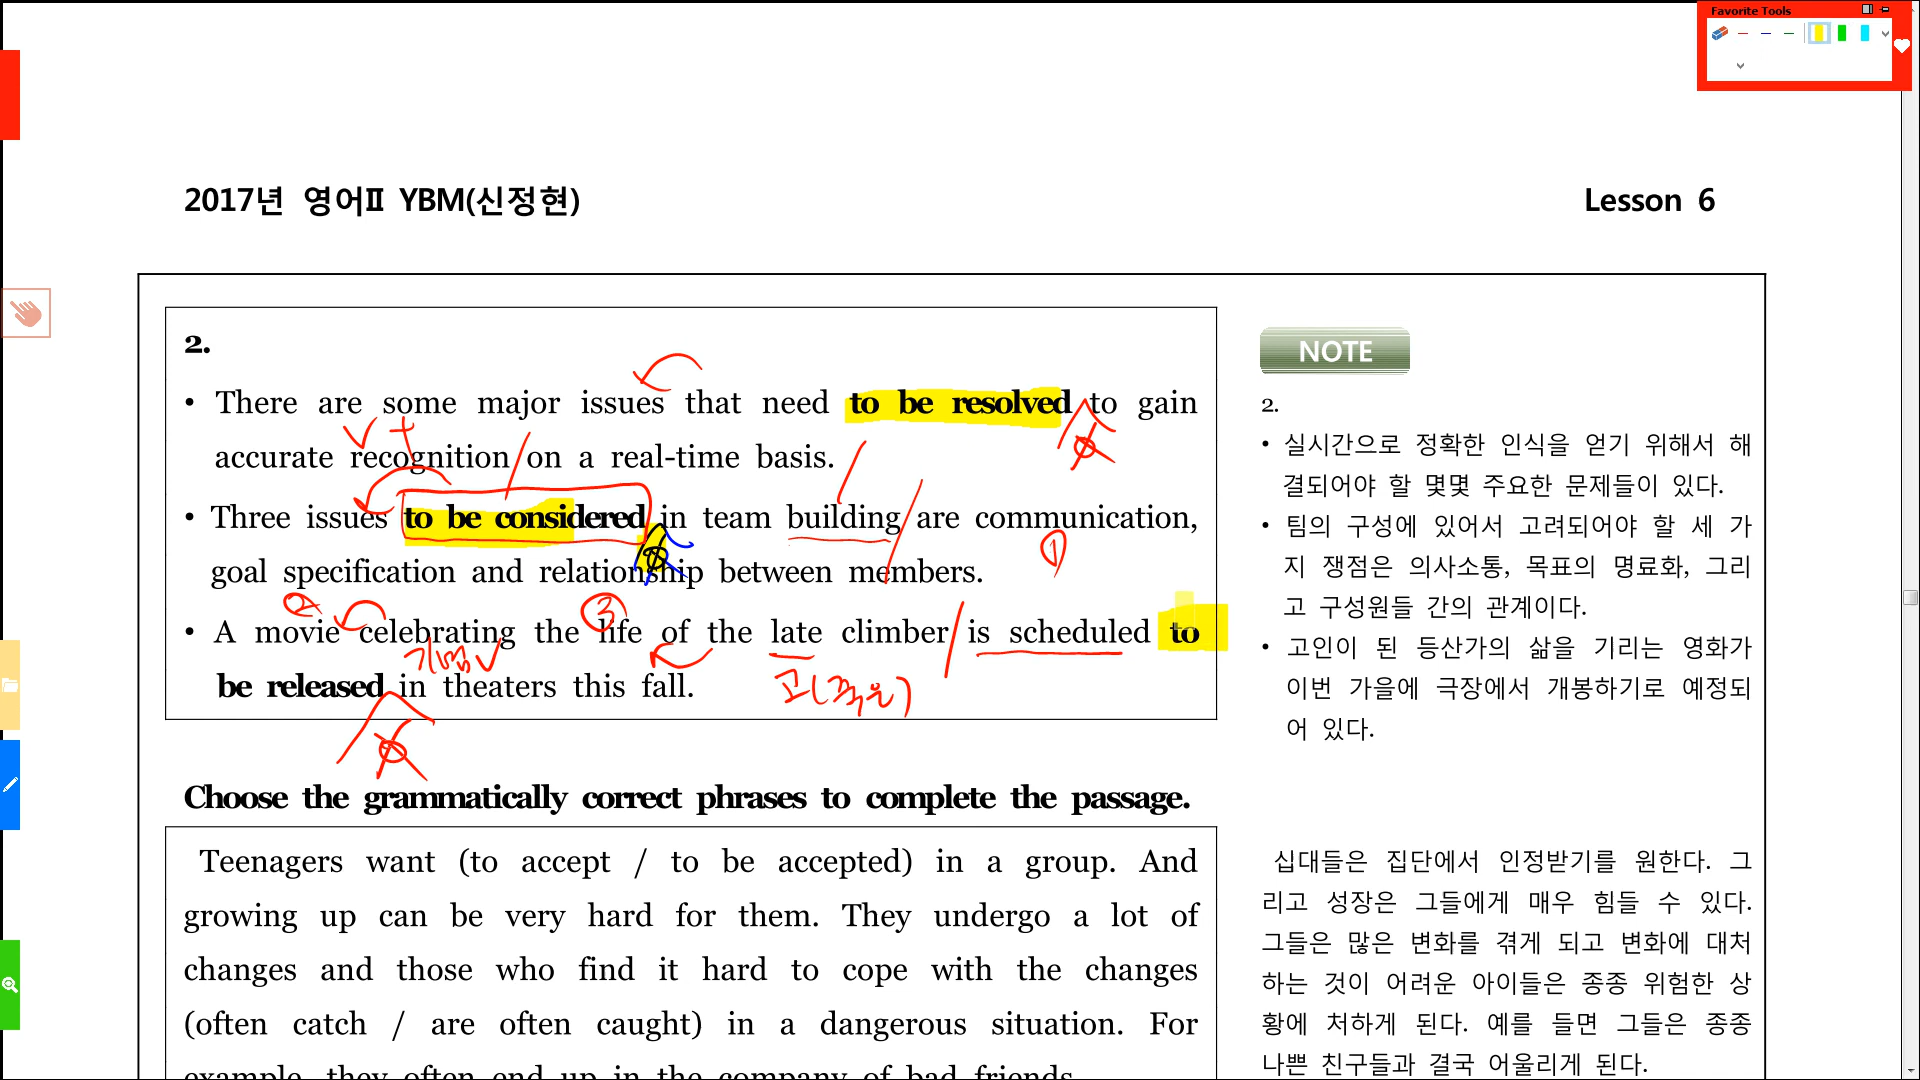 Favorite Tools
2017년 영어Ⅱ YBM(신정현)
Lesson 6
2.
• There are some major issues that need to be resolved to gain
accurate recognition on a real-time basis.
• Three issues to be considered in team building are communication,
goal specification and relationship between members.
• A movie celebrating the life of the late climber is scheduled to
be released in theaters this fall.
①
②
③
기념
고(죽은)
Choose the grammatically correct phrases to complete the passage.
Teenagers want (to accept / to be accepted) in a group. And
growing up can be very hard for them. They undergo a lot of
changes and those who find it hard to cope with the changes
(often catch / are often caught) in a dangerous situation. For
example, they often end up in the company of bad friends.
NOTE
2.
• 실시간으로 정확한 인식을 얻기 위해서 해
결되어야 할 몇몇 주요한 문제들이 있다.
• 팀의 구성에 있어서 고려되어야 할 세 가
지 쟁점은 의사소통, 목표의 명료화, 그리
고 구성원들 간의 관계이다.
• 고인이 된 등산가의 삶을 기리는 영화가
이번 가을에 극장에서 개봉하기로 예정되
어 있다.
십대들은 집단에서 인정받기를 원한다. 그
리고 성장은 그들에게 매우 힘들 수 있다.
그들은 많은 변화를 겪게 되고 변화에 대처
하는 것이 어려운 아이들은 종종 위험한 상
황에 처하게 된다. 예를 들면 그들은 종종
나쁜 친구들과 결국 어울리게 된다.